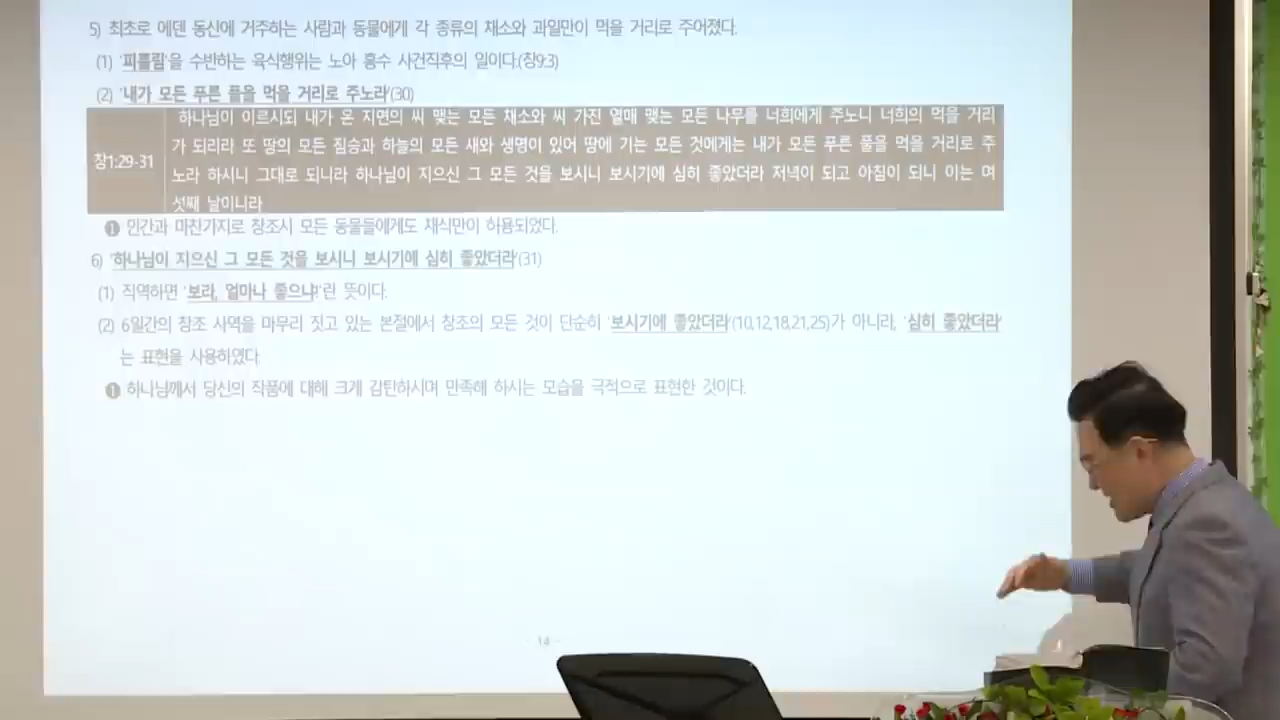 5) 최초로 에덴 동산에 거주하는 사람과 동물에게 각 종류의 채소와 과일만이 먹을 거리로 주어졌다.
(1) '피흘림'을 수반하는 육식행위는 노아 홍수 사건직후의 일이다.(창9:3)
(2) '내가 모든 푸른 풀을 먹을 거리로 주노라'(30)
하나님이 이르시되 내가 온 지면의 씨 맺는 모든 채소와 씨 가진 열매 맺는 모든 나무를 너희에게 주노니 너희의 먹을 거리
가 되리라 또 땅의 모든 짐승과 하늘의 모든 새와 생명이 있어 땅에 기는 모든 것에게는 내가 모든 푸른 풀을 먹을 거리로 주
창1:29-31
노라 하시니 그대로 되니라 하나님이 지으신 그 모든 것을 보시니 보시기에 심히 좋았더라 저녁이 되고 아침이 되니 이는 여
섯째 날이니라
❶ 인간과 마찬가지로 창조시 모든 동물들에게도 채식만이 허용되었다.
6) '하나님이 지으신 그 모든 것을 보시니 보시기에 심히 좋았더라'(31)
(1) 직역하면 '보라, 얼마나 좋으냐!'란 뜻이다.
(2) 6일간의 창조 사역을 마무리 짓고 있는 본절에서 창조의 모든 것이 단순히 '보시기에 좋았더라'(10,12,18,21,25)가 아니라, '심히 좋았더라'
는 표현을 사용하였다.
❶ 하나님께서 당신의 작품에 대해 크게 감탄하시며 만족해 하시는 모습을 극적으로 표현한 것이다.
- 14 -